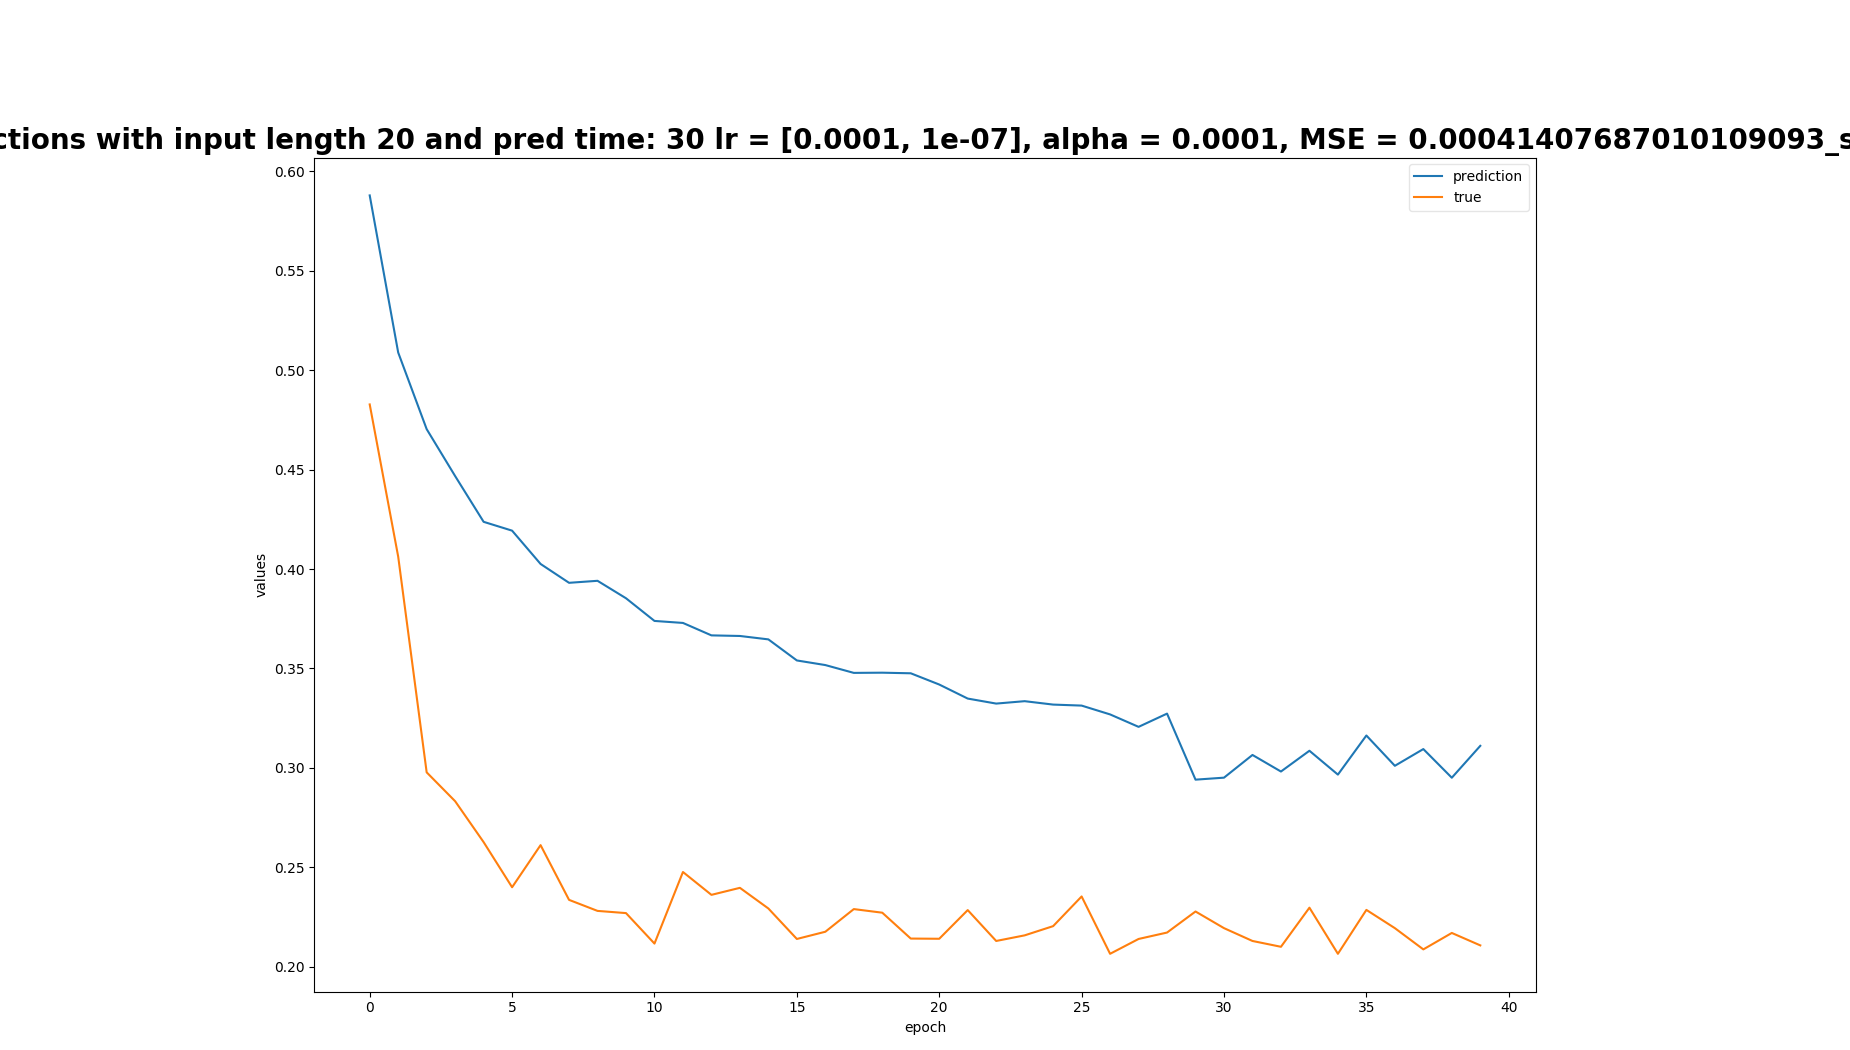 ctions with input length 20 and pred time: 30 lr = [0.0001, 1e-07], alpha = 0.0001, MSE = 0.00041407687010109093_s
prediction
true
0.60
0.55
0.50
0.45
0.40
0.35
0.30
0.25
0.20
values
0 5 10 15 20 25 30 35 40
epoch